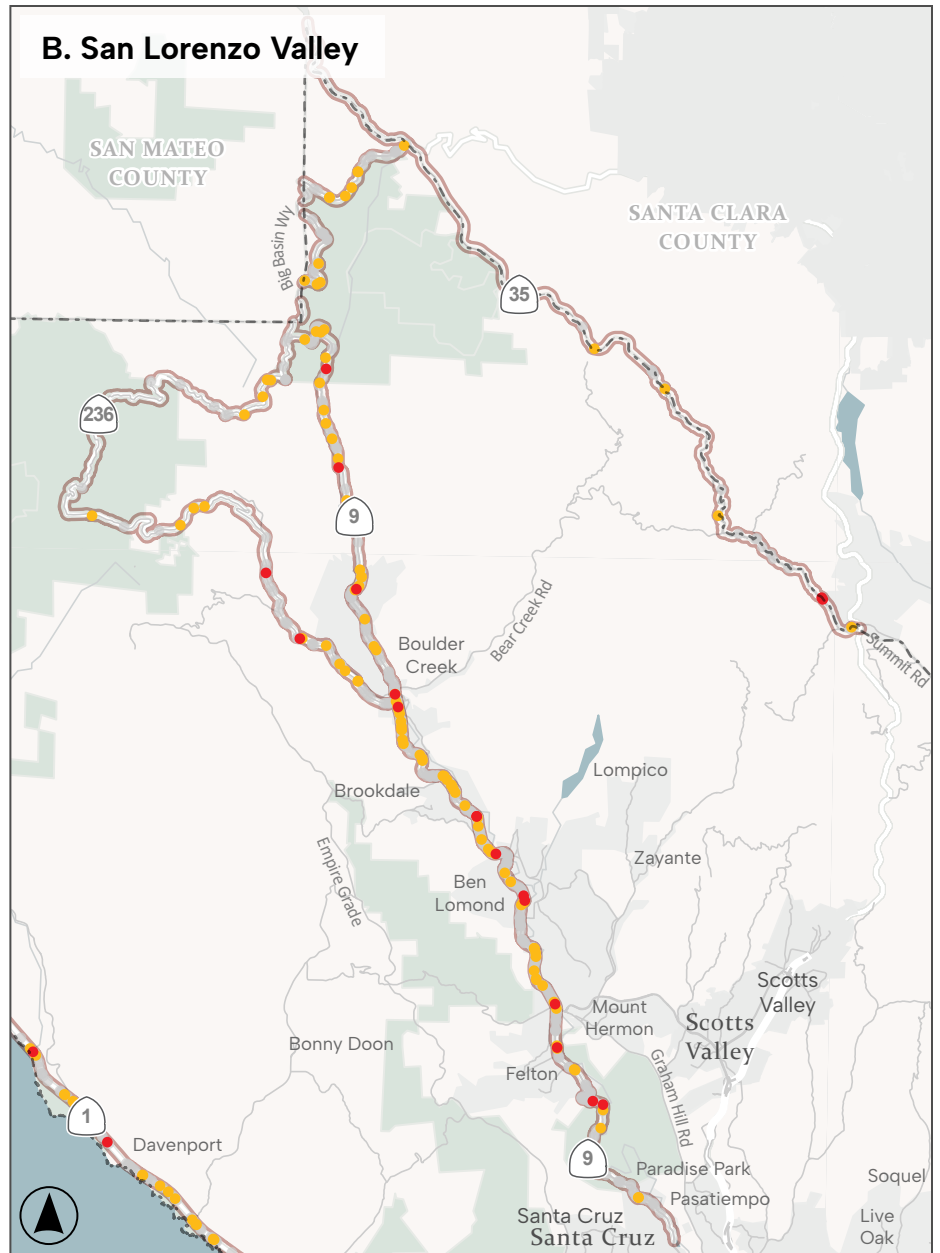 B. San Lorenzo Valley
SAN MATEO
COUNTY
SANTA CLARA
COUNTY
Big Basin Wy
35
236
9
Bear Creek Rd
Boulder
Creek
Summit Rd
Lompico
Brookdale
Empire Grade
Zayante
Ben
Lomond
Scotts
Valley
Mount
Hermon
Scotts
Valley
Bonny Doon
Graham Hill Rd
Felton
1
Davenport
9
Paradise Park
Soquel
Pasatiempo
Santa Cruz
Santa Cruz
Live
Oak